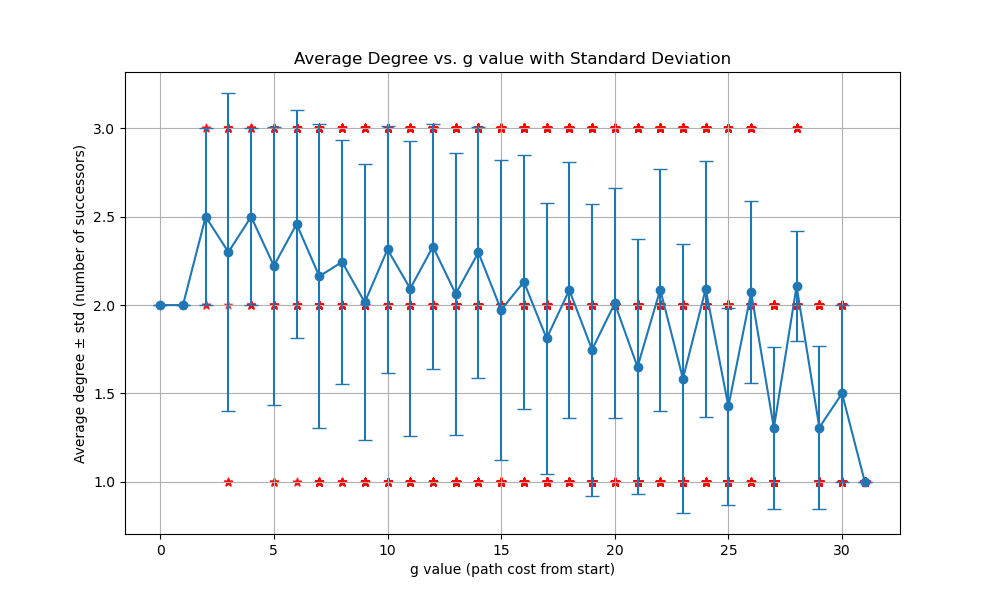 Average Degree vs. g value with Standard Deviation
Average degree ± std (number of successors)
3.0
2.5
2.0
1.5
1.0
0 5 10 15 20 25 30
g value (path cost from start)